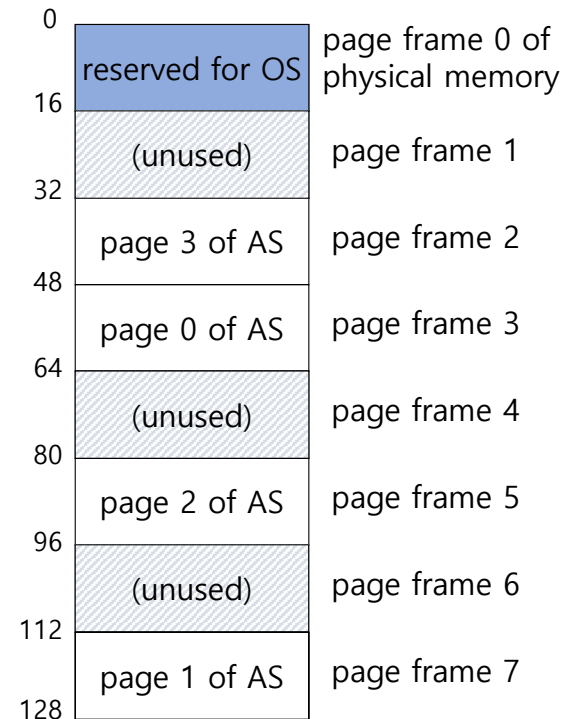 0
page frame 0 of
reserved for OS
physical memory
16
(unused)
page frame 1
32
page 3 of AS
page frame 2
48
page 0 of AS
page frame 3
64
(unused)
page frame 4
80
page 2 of AS
page frame 5
96
(unused)
page frame 6
112
page 1 of AS
page frame 7
128